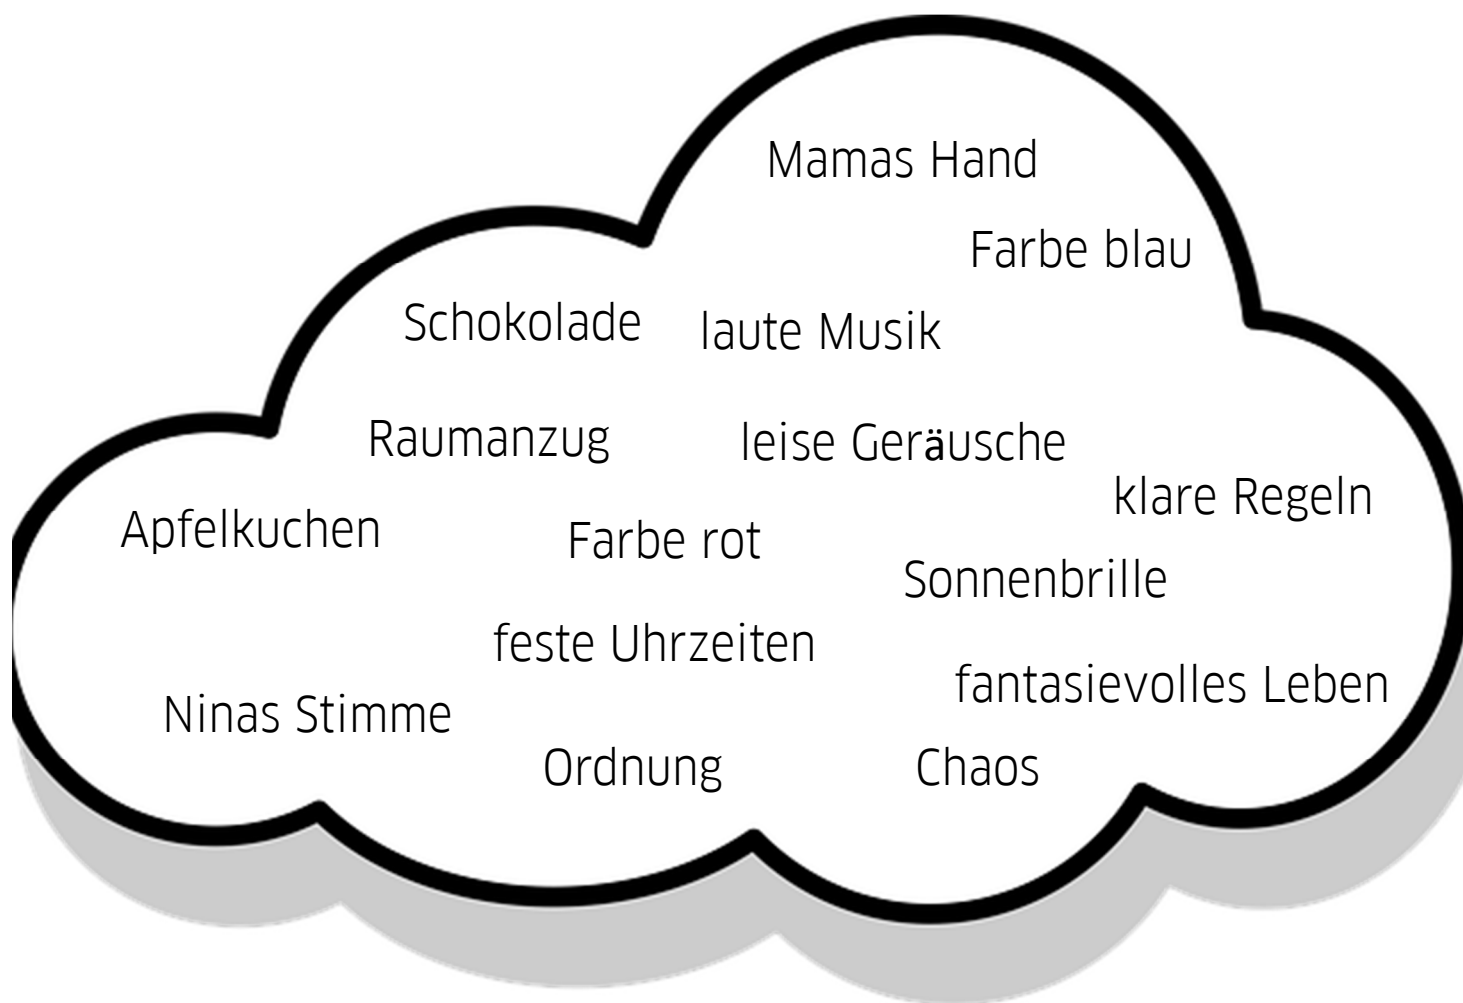 Mamas Hand
Farbe blau
Schokolade
laute Musik
Raumanzug
leise Geräusche
klare Regeln
Apfelkuchen
Farbe rot
Sonnenbrille
feste Uhrzeiten
fantasievolles Leben
Ninas Stimme
Ordnung
Chaos